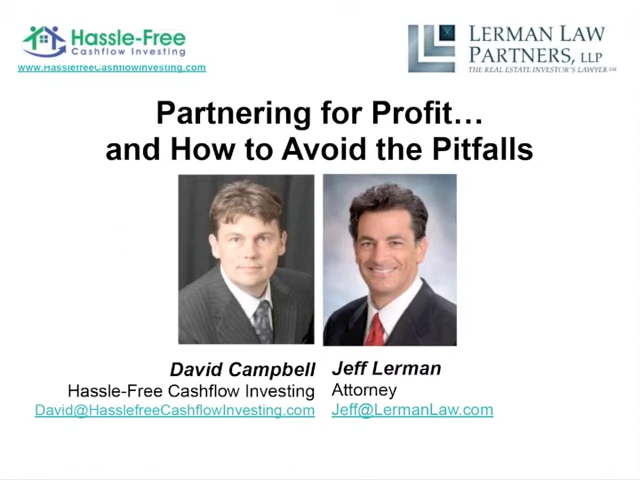 Hassle-Free
Cashflow Investing
www.HasslefreeCashflowInvesting.com
LERMAN LAW
PARTNERS, LLP
THE REAL ESTATE INVESTOR'S LAWYER
Partnering for Profit…
and How to Avoid the Pitfalls
David Campbell
Hassle-Free Cashflow Investing
David@HasslefreeCashflowInvesting.com
Jeff Lerman
Attorney
Jeff@LermanLaw.com